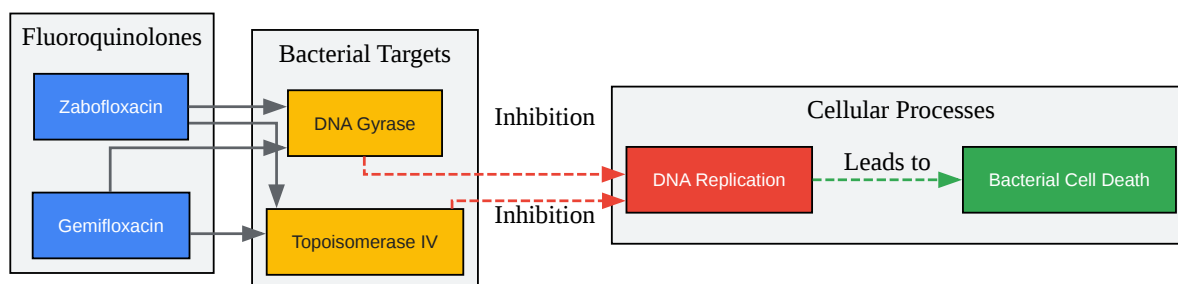 Fluoroquinolones
Zabofloxacin
Gemifloxacin
Bacterial Targets
DNA Gyrase
Topoisomerase IV
Inhibition
Inhibition
Cellular Processes
DNA Replication
Leads to
Bacterial Cell Death